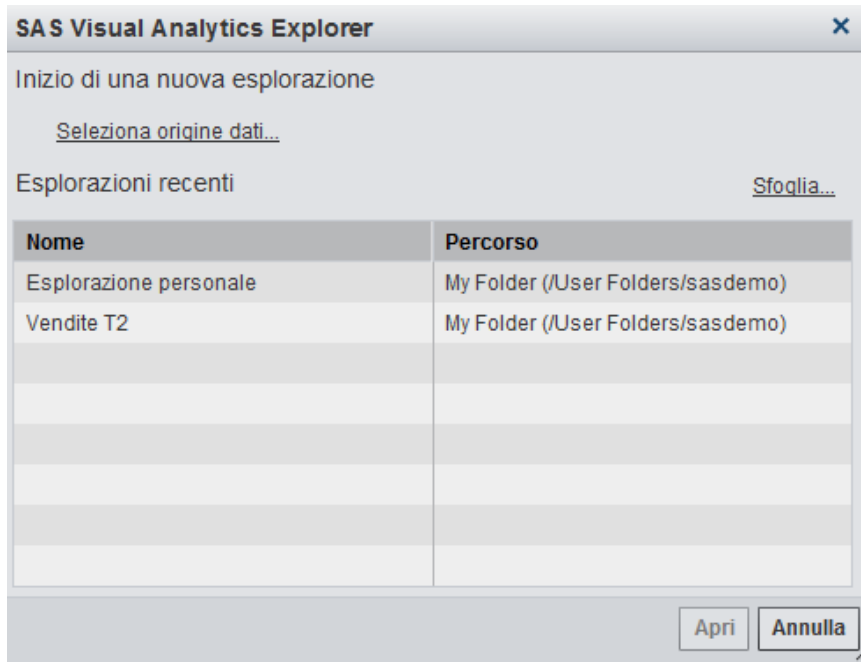 SAS Visual Analytics Explorer
Inizio di una nuova esplorazione
Seleziona origine dati...
Esplorazioni recenti Sfoglia...
Nome Percorso
Esplorazione personale My Folder (/User Folders/sasdemo)
Vendite T2 My Folder (/User Folders/sasdemo)
Apri Annulla